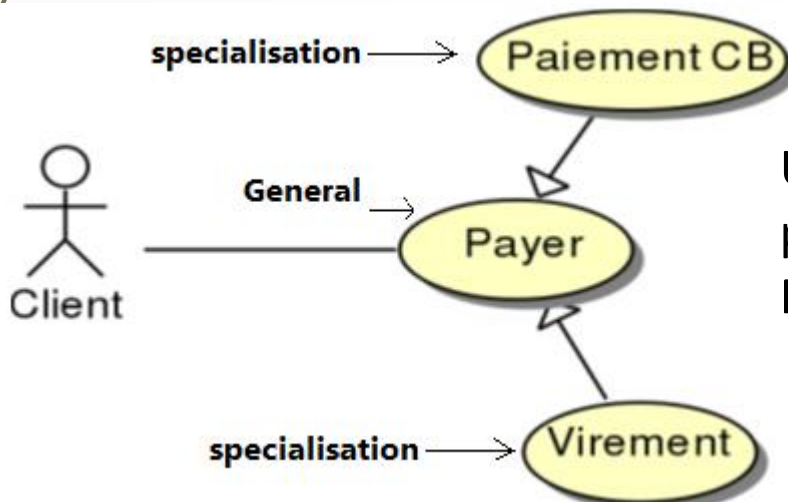 specialisation
Paiement CB
General
Payer
Client
specialisation
Virement